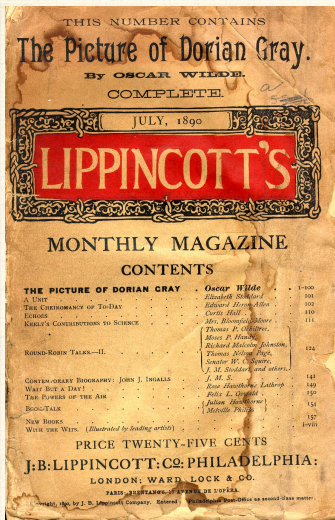 THIS NUMBER CONTAINS
The Picture of Dorian Gray.
By OSCAR WILDE.
COMPLETE.
JULY, 1890
LIPPINCOTT'S
MONTHLY MAGAZINE
CONTENTS
THE PICTURE OF DORIAN GRAY . . Oscar Wilde . . 1-100
A UNIT . . Elizabeth Stoddard . . 101
THE CHEIROMANCY OF TO-DAY . . Edward Heron-Allen . . 102
ECHOES . . Curtis Hall . . 110
KEELY'S CONTRIBUTIONS TO SCIENCE . . Mrs. Bloomfield Moore . . 111
Thomas P. Ochiltree,
Moses P. Handy,
Richard Malcolm Johnston,
ROUND-ROBIN TALKS.—II. . . Thomas Nelson Page, 124
Senator W. C. Squire,
J. M. Stoddart, and others.
CONTEMPORARY BIOGRAPHY: JOHN J. INGALLS . . J. M. S. . . 141
WAIT BUT A DAY! . . Rose Hawthorne Lathrop . . 149
THE POWERS OF THE AIR . . Felix L. Oswald . . 150
BOOK-TALK . . Julian Hawthorne 154
Melville Philips
NEW BOOKS . . 157
WITH THE WITS. (Illustrated by leading artists) . . i-viii
PRICE TWENTY-FIVE CENTS
J:B:LIPPINCOTT:Co:PHILADELPHIA:
LONDON: WARD LOCK & CO.
PARIS: BRENTANO'S, 17 AVENUE DE L'OPÉRA.
Copyright, 1890, by J. B. Lippincott Company. Entered Philadelphia Post-Office as second-class matter.